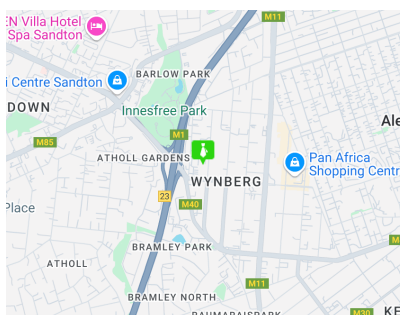 EN Villa Hotel
Spa Sandton
M11
BARLOW PARK
i Centre Sandton
DOWN
Innesfree Park
Ale
M85
M1
ATHOLL GARDENS
Pan Africa
Shopping Centr
WYNBERG
23
M40
Place
BRAMLEY PARK
M60
ATHOLL
M11
BRAMLEY NORTH
M30
KE